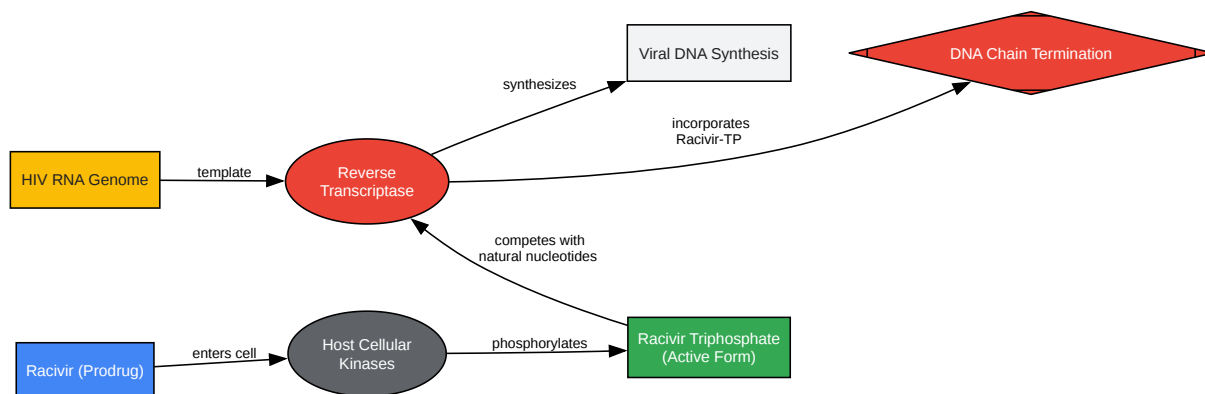 Viral DNA Synthesis
DNA Chain Termination
synthesizes
incorporates
Racivir-TP
HIV RNA Genome
template
Reverse
Transcriptase
competes with
natural nucleotides
Racivir (Prodrug)
enters cell
Host Cellular
Kinases
phosphorylates
Racivir Triphosphate
(Active Form)